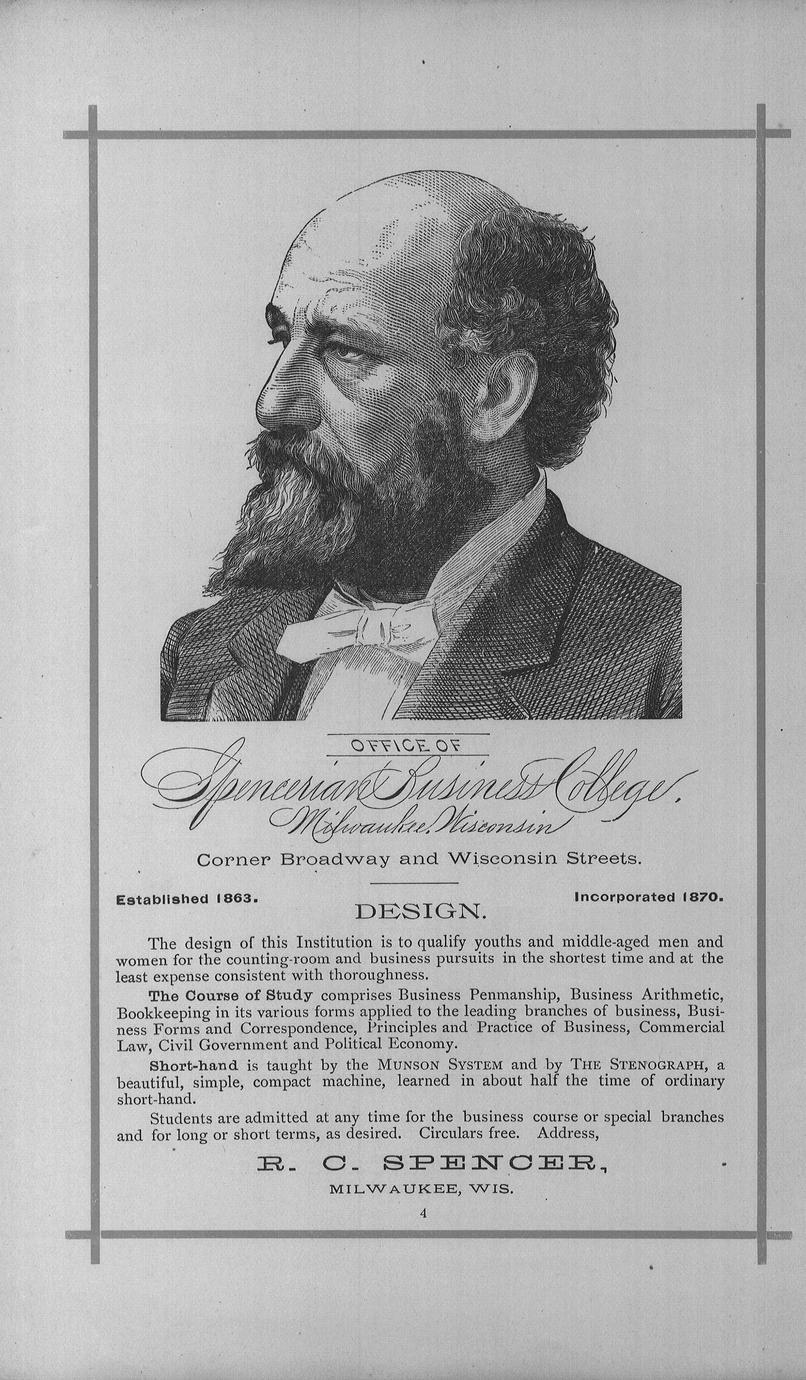 OFFICE OF
Spencerian Business College.
Milwaukee, Wisconsin
Corner Broadway and Wisconsin Streets.
Established 1863.
Incorporated 1870.
DESIGN.
The design of this Institution is to qualify youths and middle-aged men and
women for the counting-room and business pursuits in the shortest time and at the
least expense consistent with thoroughness.
The Course of Study comprises Business Penmanship, Business Arithmetic,
Bookkeeping in its various forms applied to the leading branches of business, Busi-
ness Forms and Correspondence, Principles and Practice of Business, Commercial
Law, Civil Government and Political Economy.
Short-hand is taught by the MUNSON SYSTEM and by THE STENOGRAPH, a
beautiful, simple, compact machine, learned in about half the time of ordinary
short-hand.
Students are admitted at any time for the business course or special branches
and for long or short terms, as desired. Circulars free. Address,
R. C. SPENCER,
MILWAUKEE, WIS.
4